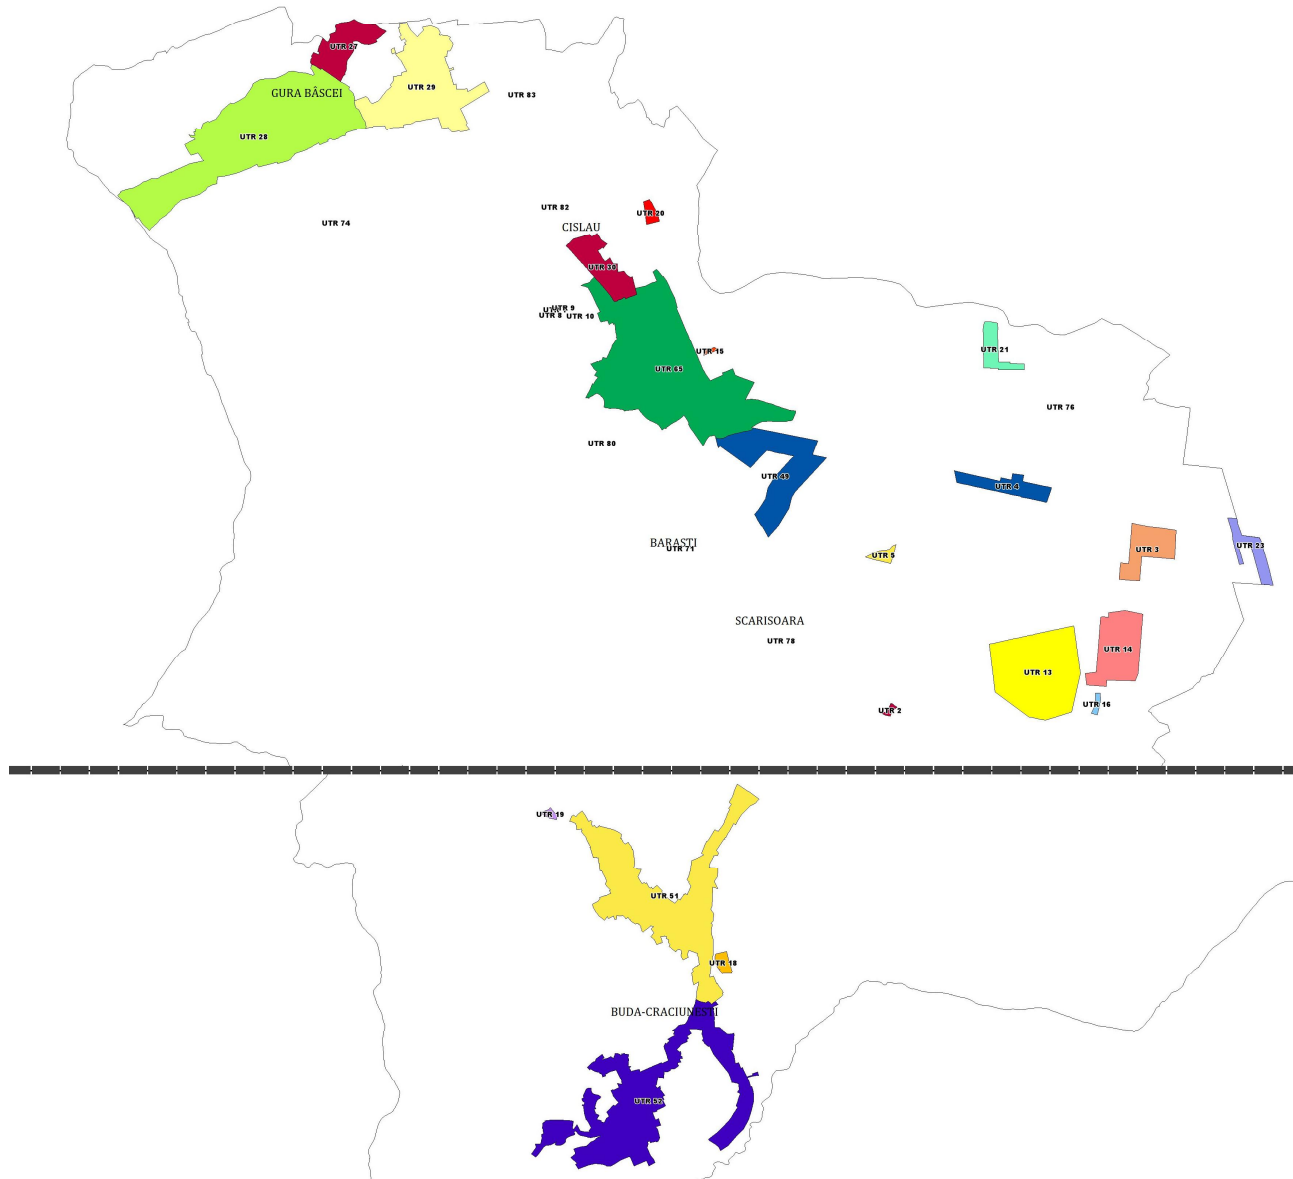 UTR 27
UTR 29
GURA BÂSCEI
UTR 83
UTR 28
UTR 82
UTR 20
UTR 74
CISLAU
UTR 30
UTR 9
UTR 8
UTR 10
UTR 15
UTR 21
UTR 65
UTR 76
UTR 80
UTR 49
UTR 4
BARASTI
UTR 71
UTR 5
UTR 3
UTR 23
SCARISOARA
UTR 78
UTR 14
UTR 13
UTR 16
UTR 2
UTR 19
UTR 51
UTR 18
BUDA-CRACIUNESTI
UTR 52